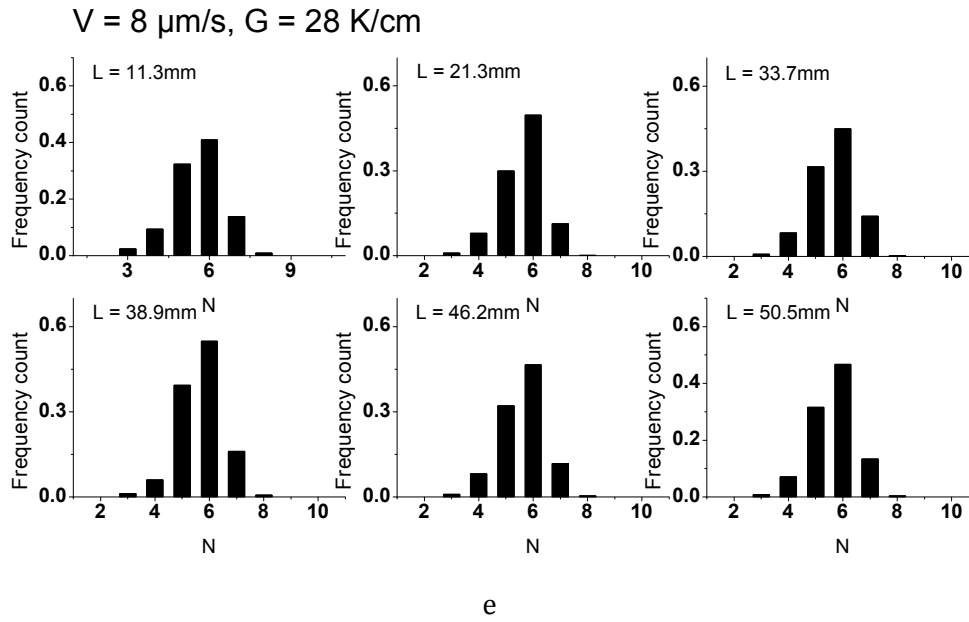 V = 8 µm/s, G = 28 K/cm
L = 11.3mm
Frequency count
0.6
0.4
0.2
0.0
3 6 9
N
L = 21.3mm
Frequency count
0.6
0.3
0.0
2 4 6 8 10
N
L = 33.7mm
Frequency count
0.6
0.3
0.0
2 4 6 8 10
N
L = 38.9mm
Frequency count
0.6
0.3
0.0
2 4 6 8 10
N
L = 46.2mm
Frequency count
0.6
0.3
0.0
2 4 6 8 10
N
L = 50.5mm
Frequency count
0.4
0.2
0.0
2 4 6 8 10
N
e